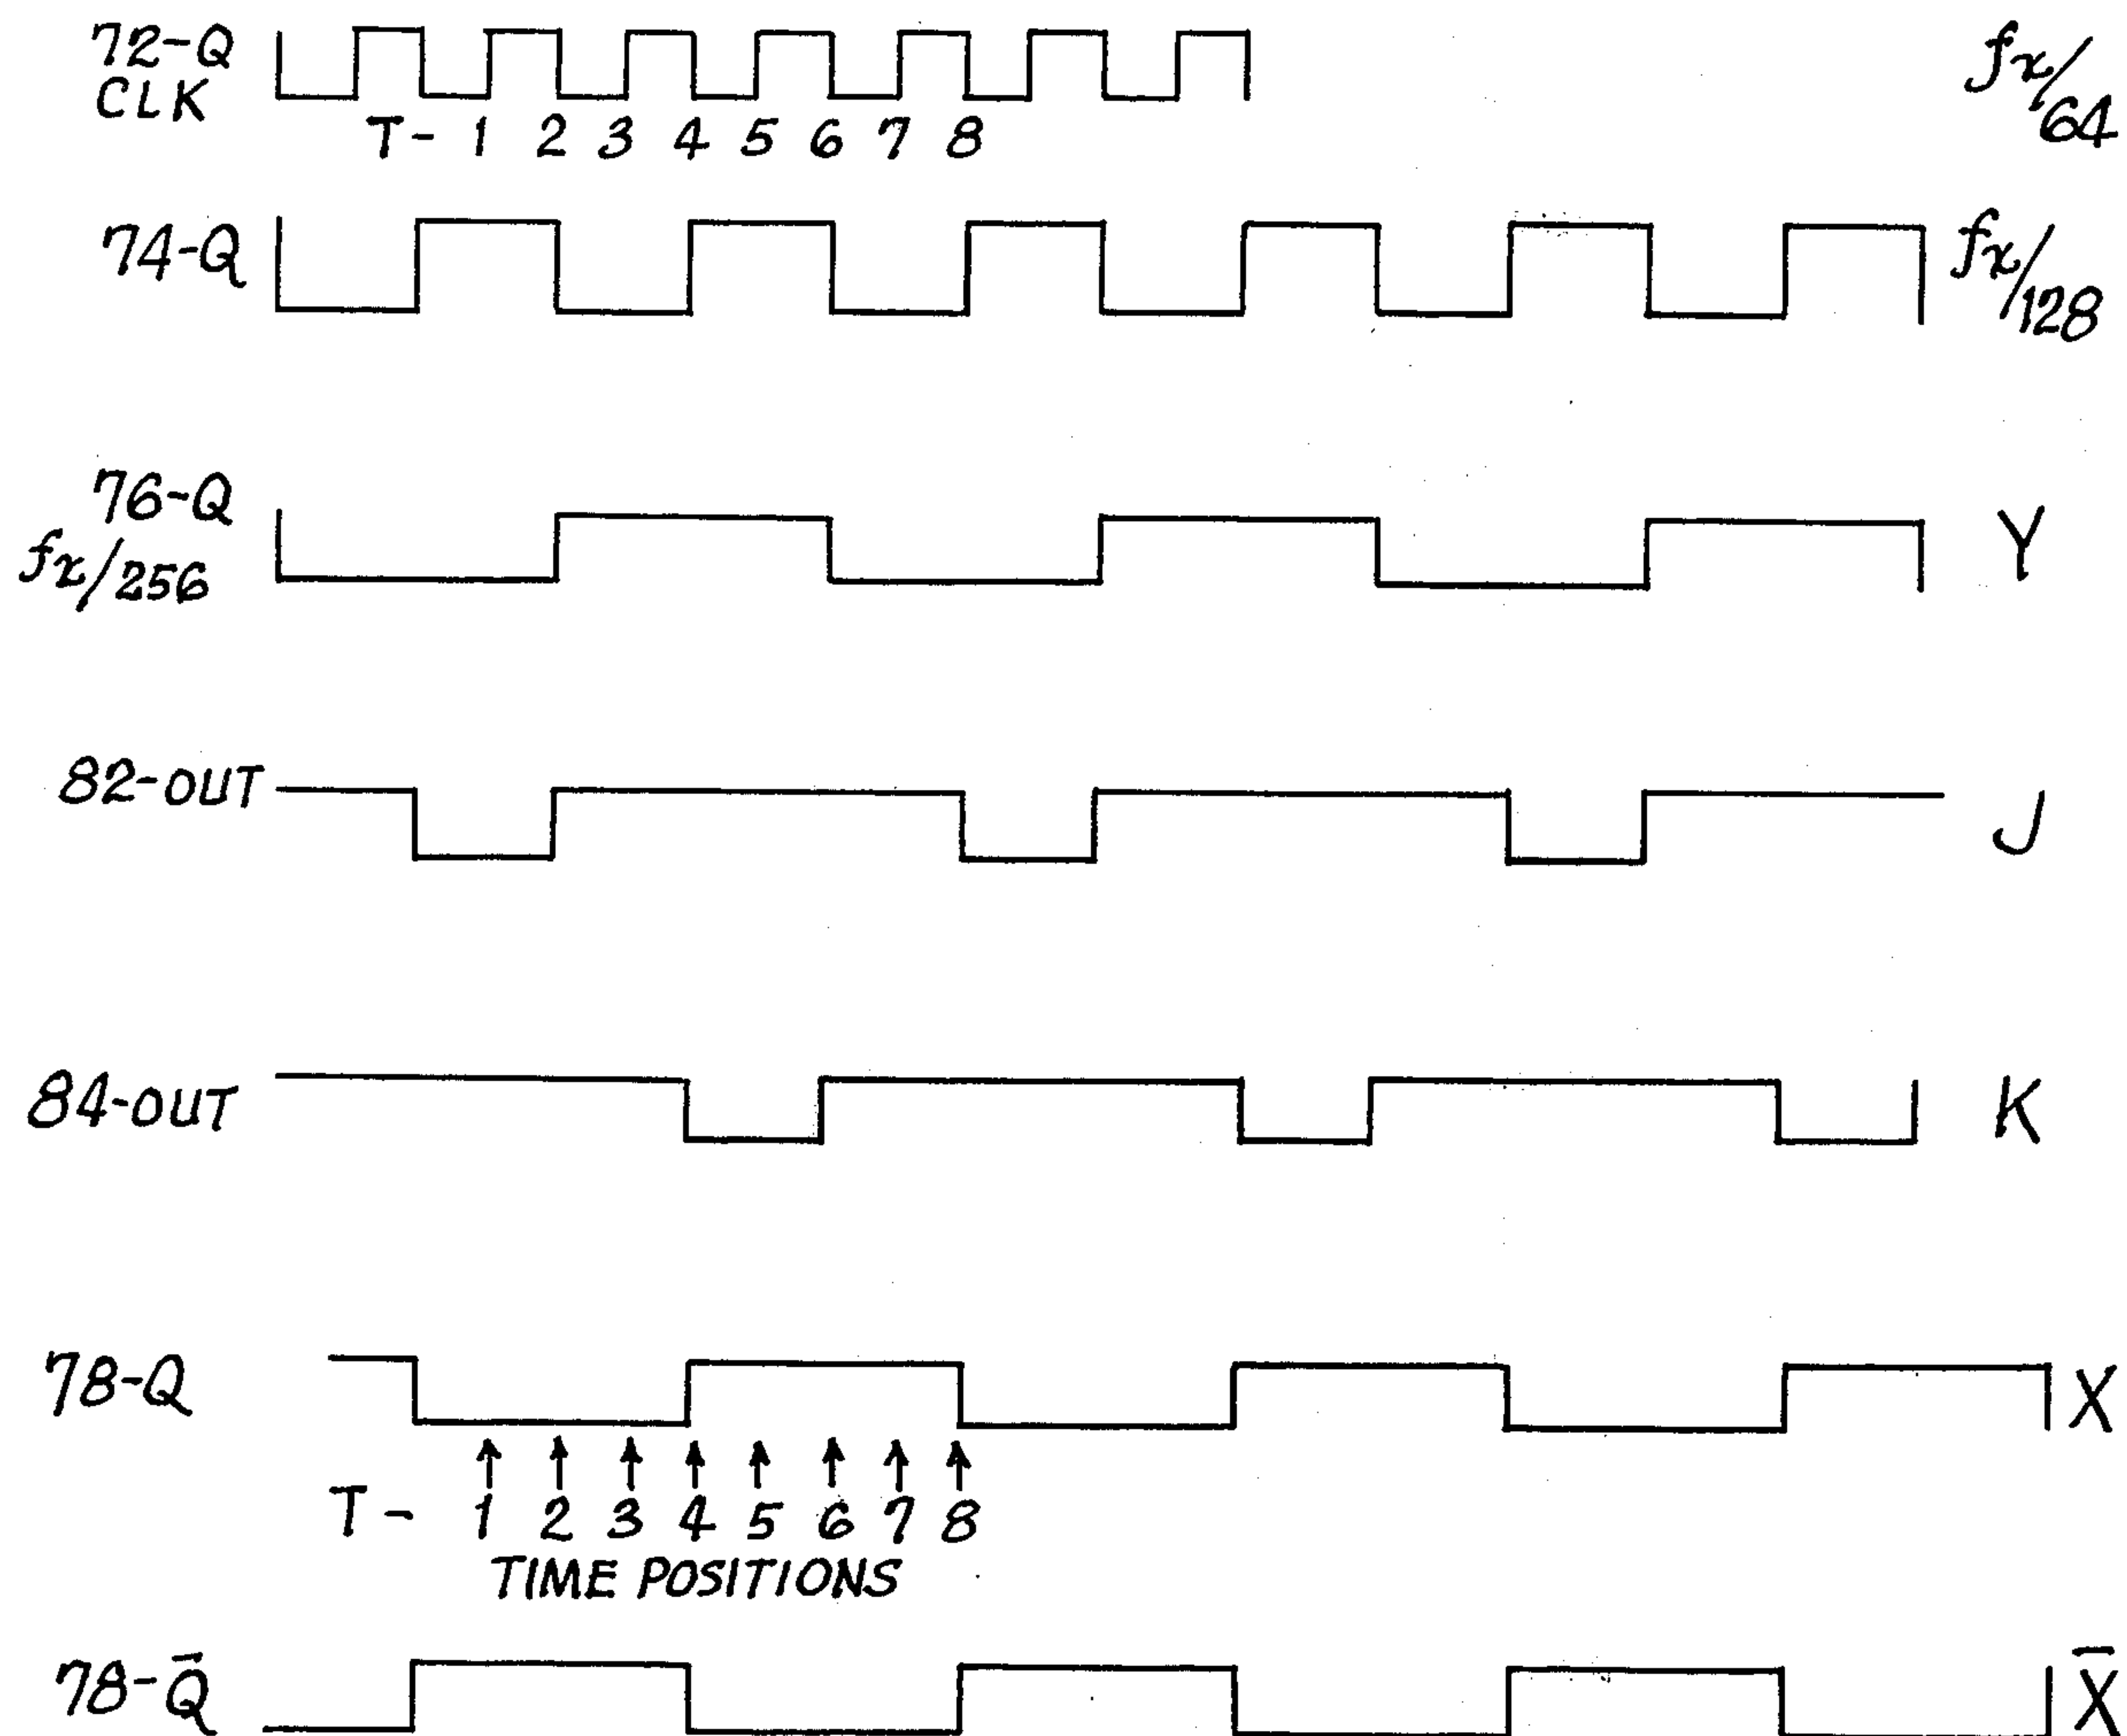 72-Q
CLK
fx/64
T- 1 2 3 4 5 6 7 8
74-Q
fx/128
76-Q
fx/256
Y
82-OUT
J
84-OUT
K
78-Q
X
T- 1 2 3 4 5 6 7 8
TIME POSITIONS
78-Q̄
X̄